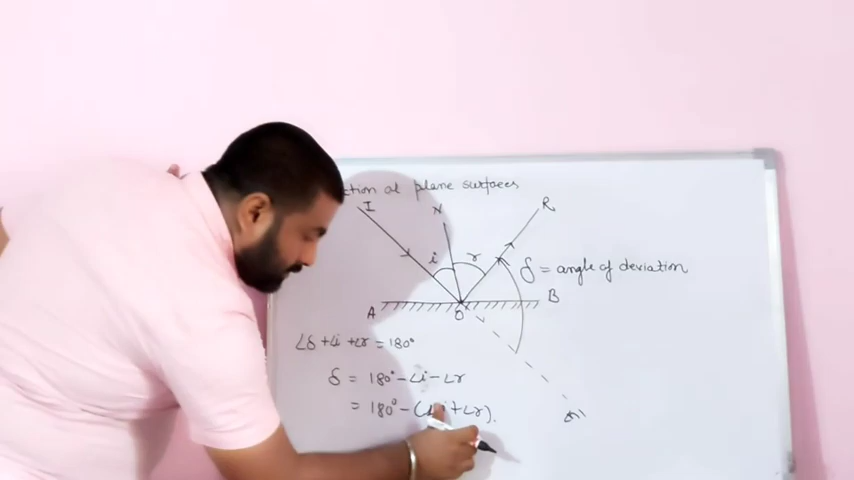 ction at plane surfaces
I
N
R
i
r
δ = angle of deviation
A
O
B
∠δ + ∠i + ∠r = 180°
δ = 180° - ∠i - ∠r
= 180° - (∠i + ∠r).